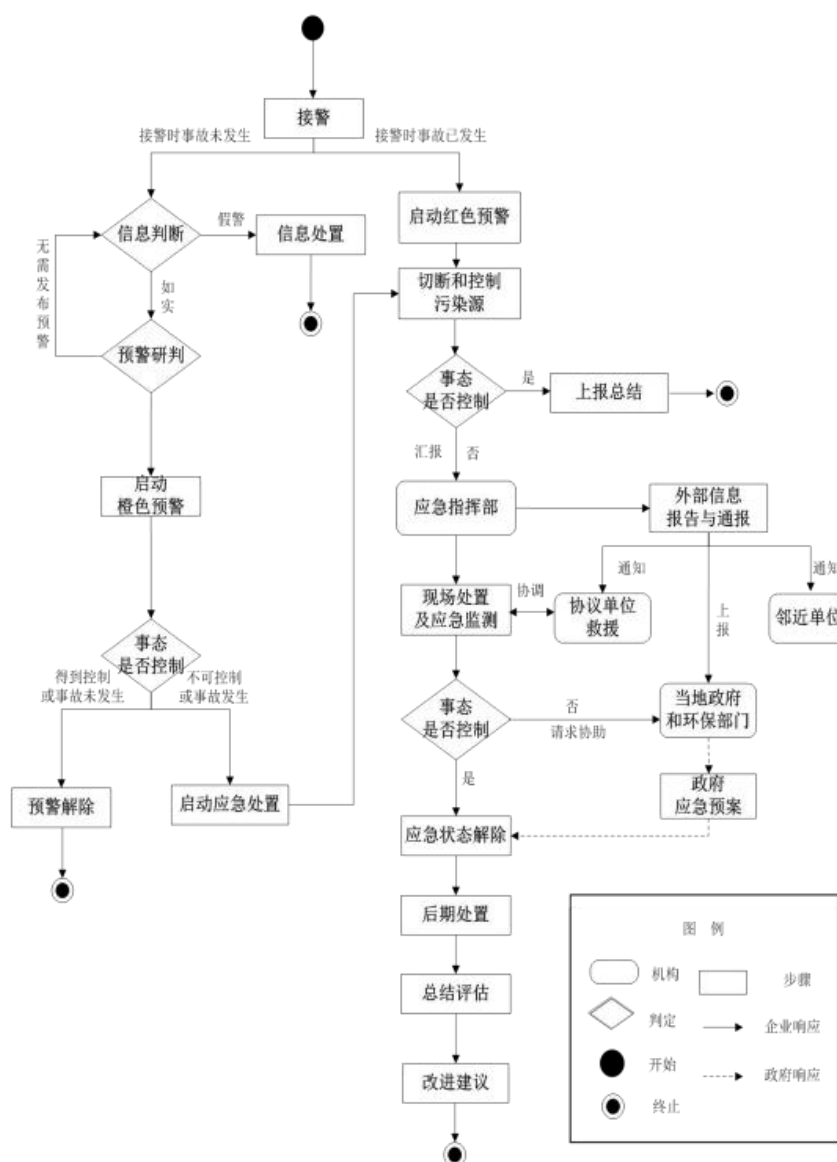 接警
接警时事故未发生
接警时事故已发生
信息判断
假警
信息处置
启动红色预警
无需发布预警
如实
切断和控制
污染源
预警研判
事态
是否控制
是
上报总结
汇报
否
启动
橙色预警
应急指挥部
外部信息
报告与通报
通知
通知
协调
现场处置
及应急监测
协议单位
救援
上报
邻近单位
事态
是否控制
得到控制
或事故未发生
不可控制
或事故发生
事态
是否控制
否
请求协助
当地政府
和环保部门
是
预警解除
启动应急处置
政府
应急预案
应急状态解除
后期处置
总结评估
改进建议
图 例
机构
步骤
判定
企业响应
开始
政府响应
终止